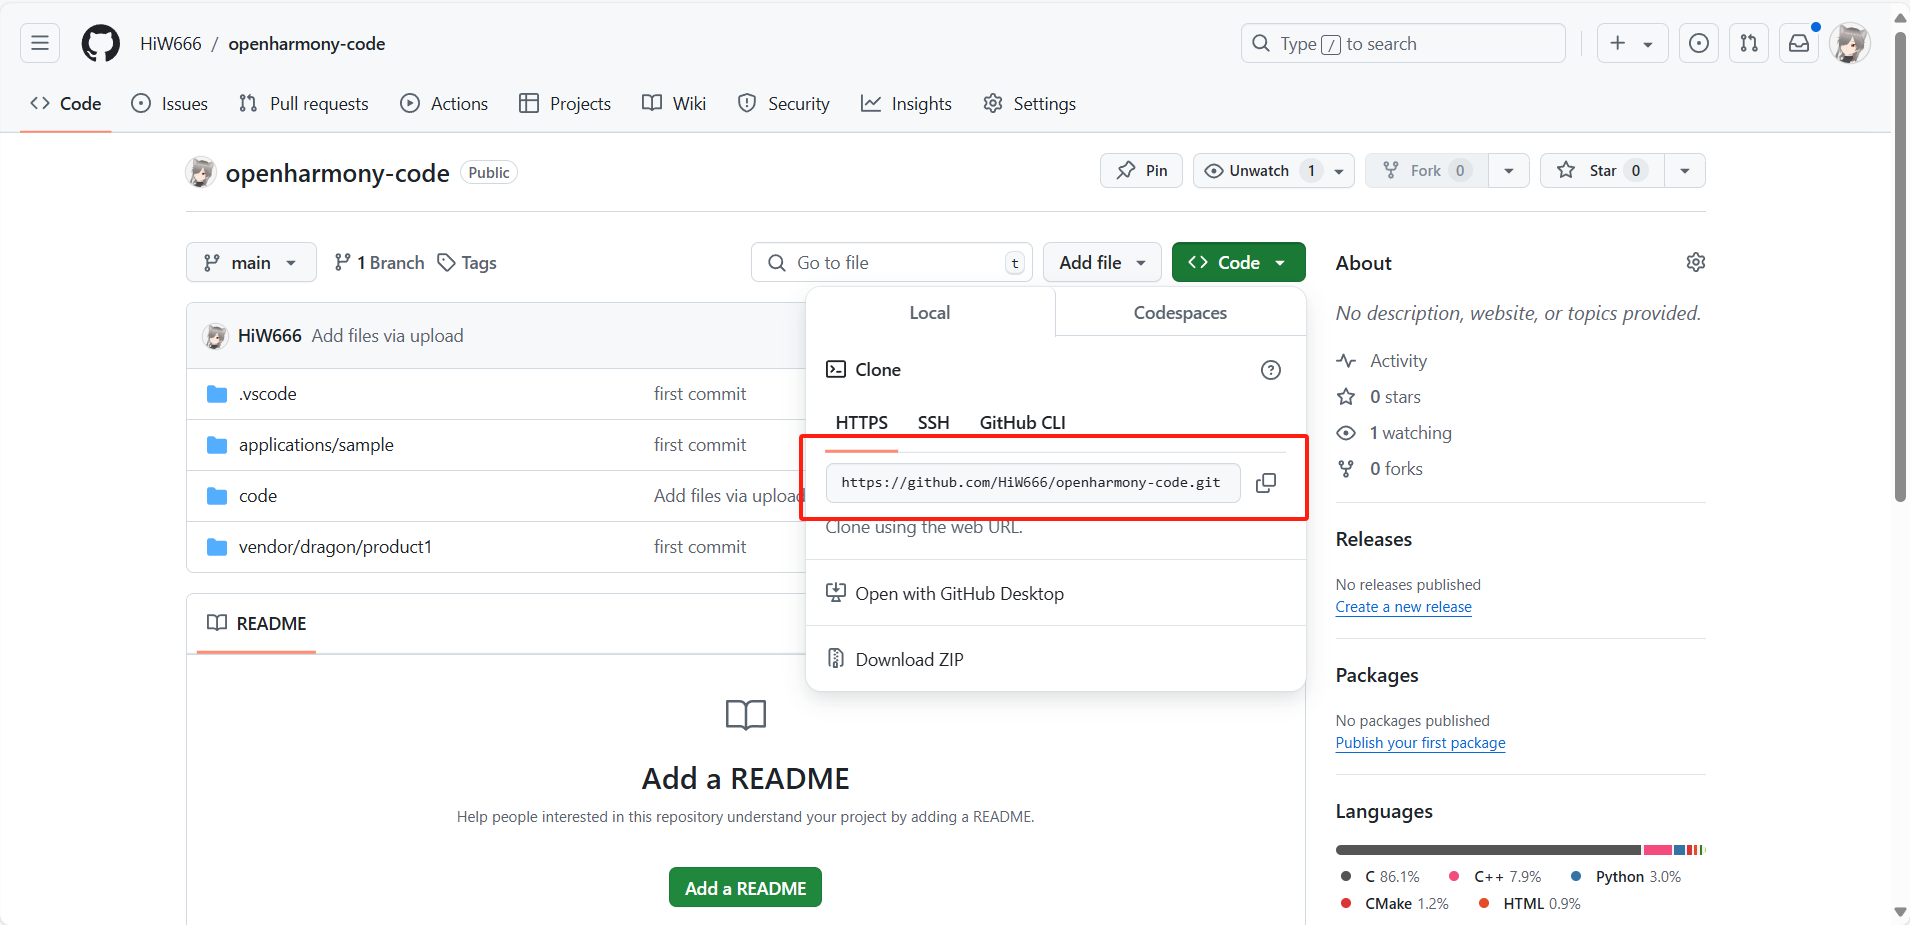 HiW666 / openharmony-code
Type / to search
Code Issues Pull requests Actions Projects Wiki Security Insights Settings
openharmony-code Public
Pin Unwatch 1 Fork 0 Star 0
main 1 Branch Tags
Go to file t
Add file
Code
Local Codespaces
Clone
HTTPS SSH GitHub CLI
https://github.com/HiW666/openharmony-code.git
Clone using the web URL.
Open with GitHub Desktop
Download ZIP
HiW666 Add files via upload
.vscode first commit
applications/sample first commit
code Add files via upload
vendor/dragon/product1 first commit
README
Add a README
Help people interested in this repository understand your project by adding a README.
Add a README
About
No description, website, or topics provided.
Activity
0 stars
1 watching
0 forks
Releases
No releases published
Create a new release
Packages
No packages published
Publish your first package
Languages
C 86.1% C++ 7.9% Python 3.0%
CMake 1.2% HTML 0.9%